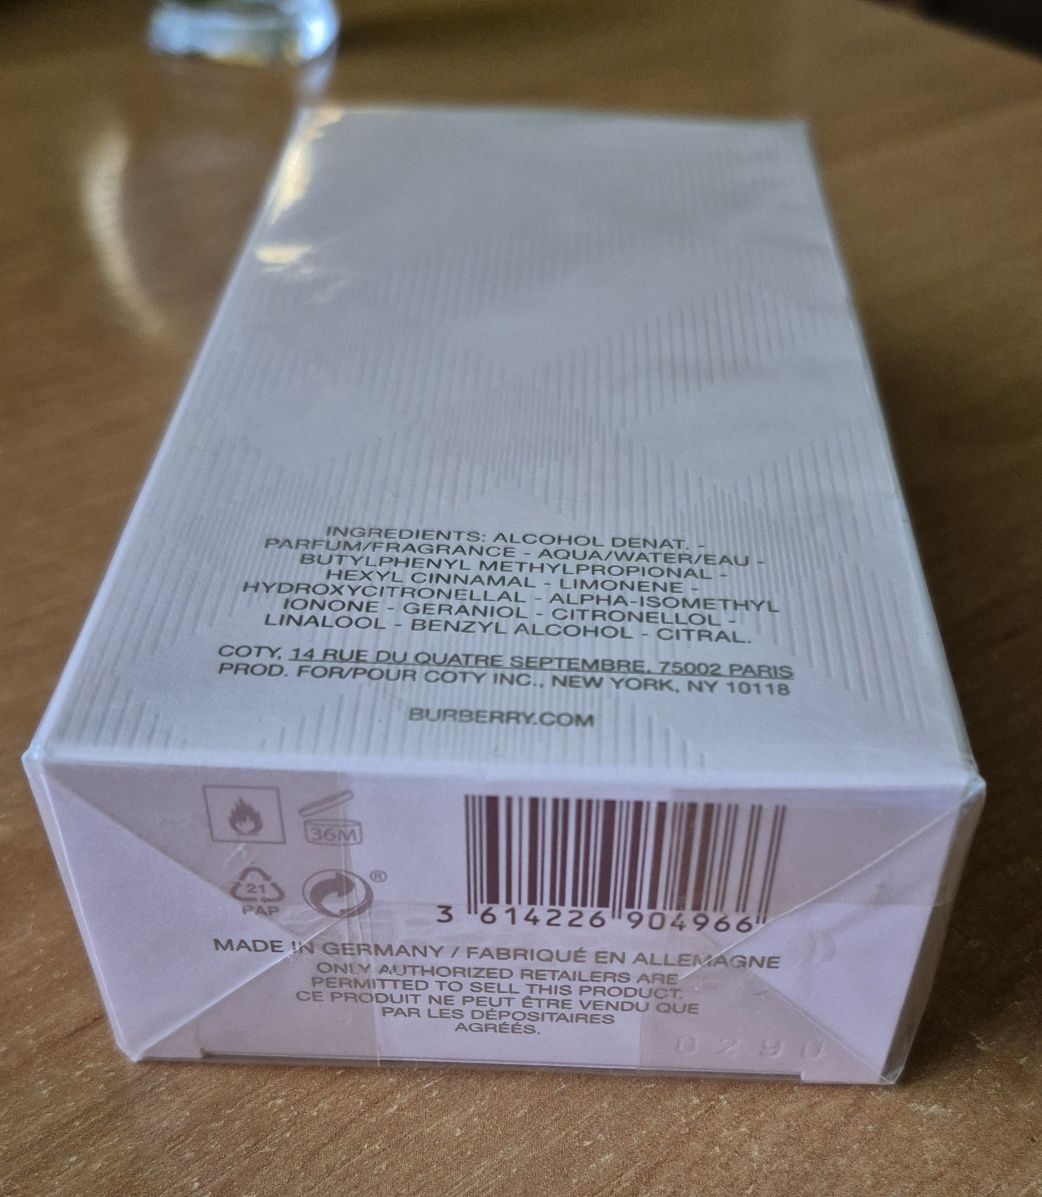 INGREDIENTS: ALCOHOL DENAT. -
PARFUM/FRAGRANCE - AQUA/WATER/EAU -
BUTYLPHENYL METHYLPROPIONAL -
HEXYL CINNAMAL - LIMONENE -
HYDROXYCITRONELLAL - ALPHA-ISOMETHYL
IONONE - GERANIOL - CITRONELLOL -
LINALOOL - BENZYL ALCOHOL - CITRAL.
COTY, 14 RUE DU QUATRE SEPTEMBRE, 75002 PARIS
PROD. FOR/POUR COTY INC., NEW YORK, NY 10118
BURBERRY.COM
36M
21
PAP
®
3 614226 904966
MADE IN GERMANY / FABRIQUÉ EN ALLEMAGNE
ONLY AUTHORIZED RETAILERS ARE
PERMITTED TO SELL THIS PRODUCT.
CE PRODUIT NE PEUT ÊTRE VENDU QUE
PAR LES DÉPOSITAIRES
AGRÉÉS.